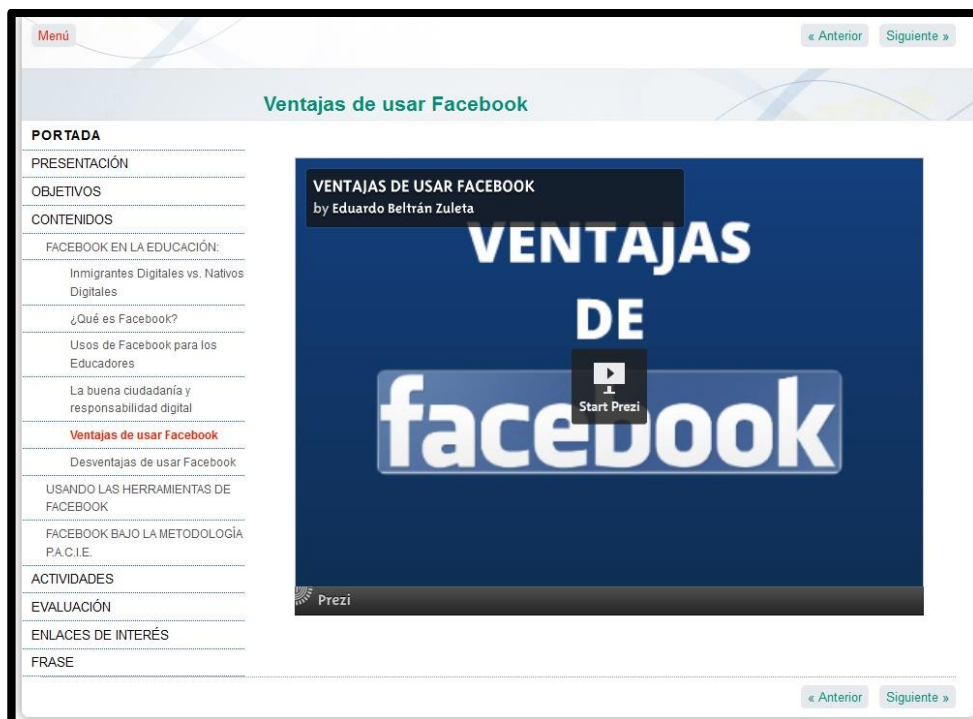 Menú
« Anterior
Siguiente »
Ventajas de usar Facebook
PORTADA
PRESENTACIÓN
OBJETIVOS
CONTENIDOS
FACEBOOK EN LA EDUCACIÓN:
Inmigrantes Digitales vs. Nativos
Digitales
¿Qué es Facebook?
Usos de Facebook para los
Educadores
La buena ciudadanía y
responsabilidad digital
Ventajas de usar Facebook
Desventajas de usar Facebook
USANDO LAS HERRAMIENTAS DE
FACEBOOK
FACEBOOK BAJO LA METODOLOGÌA
P.A.C.I.E.
ACTIVIDADES
EVALUACIÓN
ENLACES DE INTERÉS
FRASE
VENTAJAS DE USAR FACEBOOK
by Eduardo Beltrán Zuleta
VENTAJAS
DE
facebook
Start Prezi
Prezi
« Anterior
Siguiente »